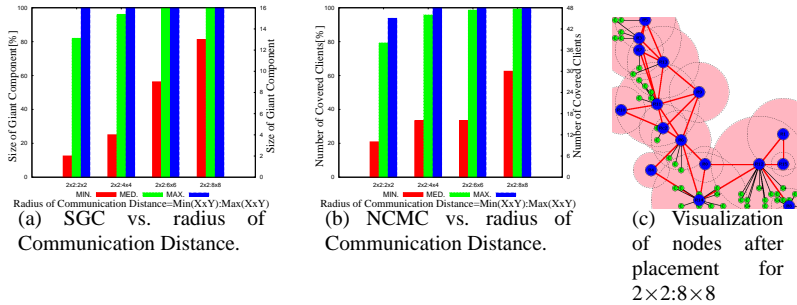 100
80
60
40
20
0
Size of Giant Component[%]
16
14
12
10
8
6
4
2
0
Size of Giant Component
2x2:2x2 2x2:4x4 2x2:6x6 2x2:8x8
MIN. MED. MAX.
Radius of Communication Distance=Min(XxY):Max(XxY)
(a) SGC vs. radius of
Communication Distance.
100
80
60
40
20
0
Number of Covered Clients[%]
48
42
36
30
24
18
12
6
0
Number of Covered Clients
2x2:2x2 2x2:4x4 2x2:6x6 2x2:8x8
MIN. MED. MAX.
Radius of Communication Distance=Min(XxY):Max(XxY)
(b) NCMC vs. radius of
Communication Distance.
(c) Visualization
of nodes after
placement for
2×2:8×8